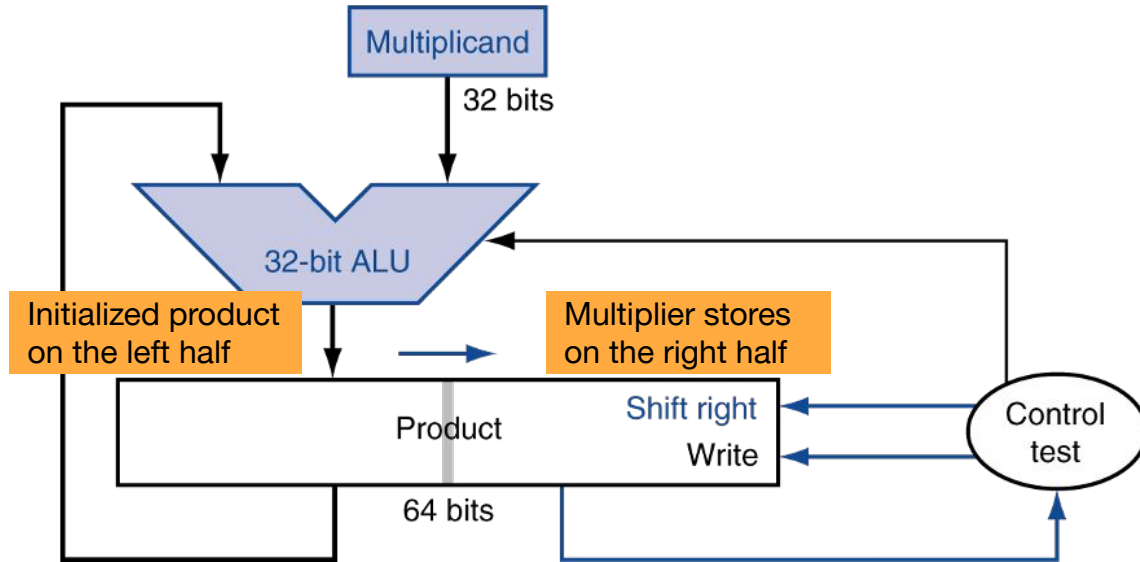 Multiplicand
32 bits
32-bit ALU
Initialized product
on the left half
Multiplier stores
on the right half
Product
Shift right
Write
64 bits
Control
test